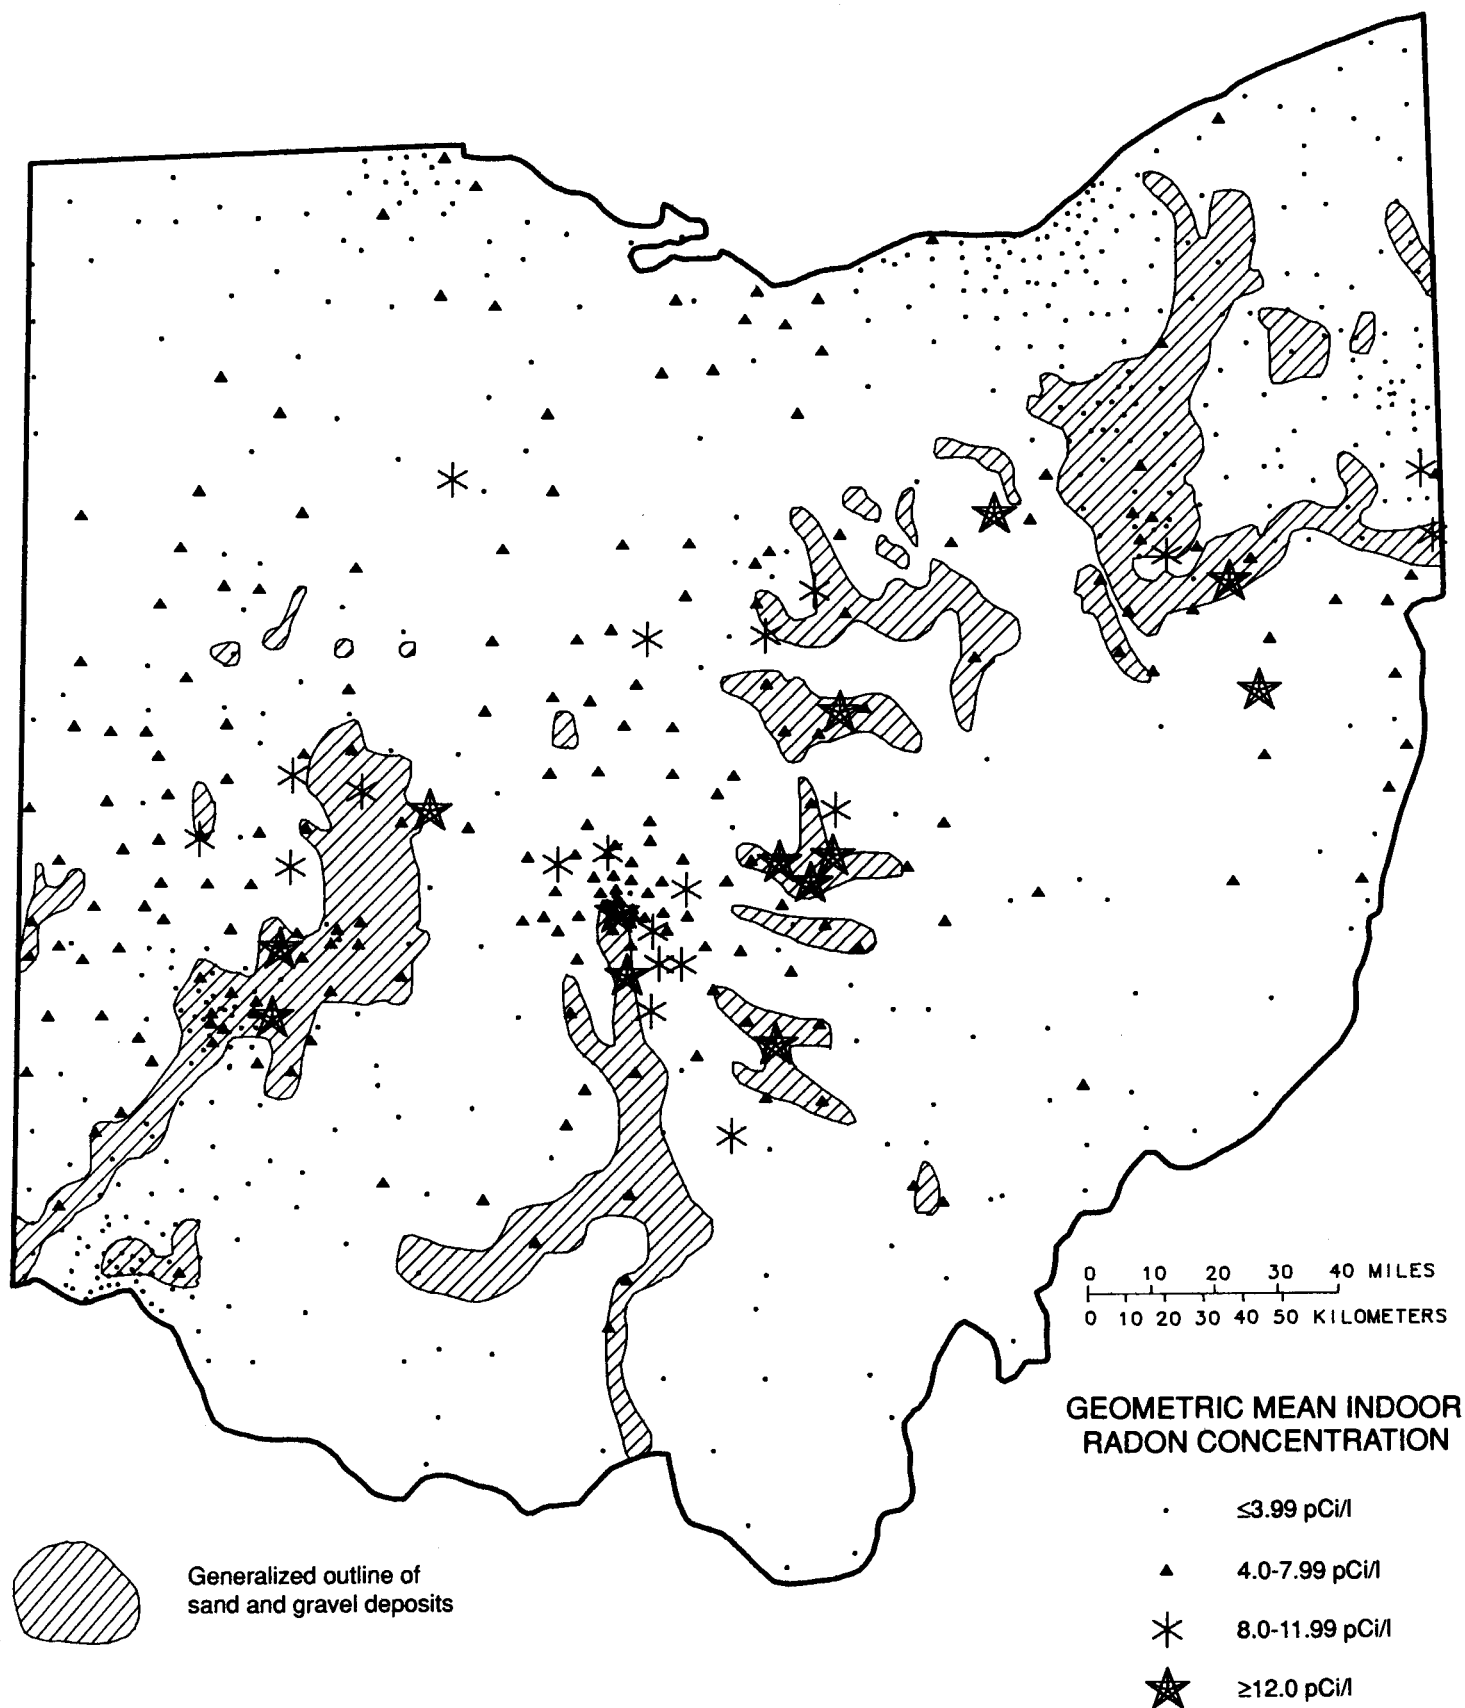 0 10 20 30 40 MILES
0 10 20 30 40 50 KILOMETERS
GEOMETRIC MEAN INDOOR
RADON CONCENTRATION
≤3.99 pCi/l
4.0-7.99 pCi/l
8.0-11.99 pCi/l
≥12.0 pCi/l
Generalized outline of
sand and gravel deposits